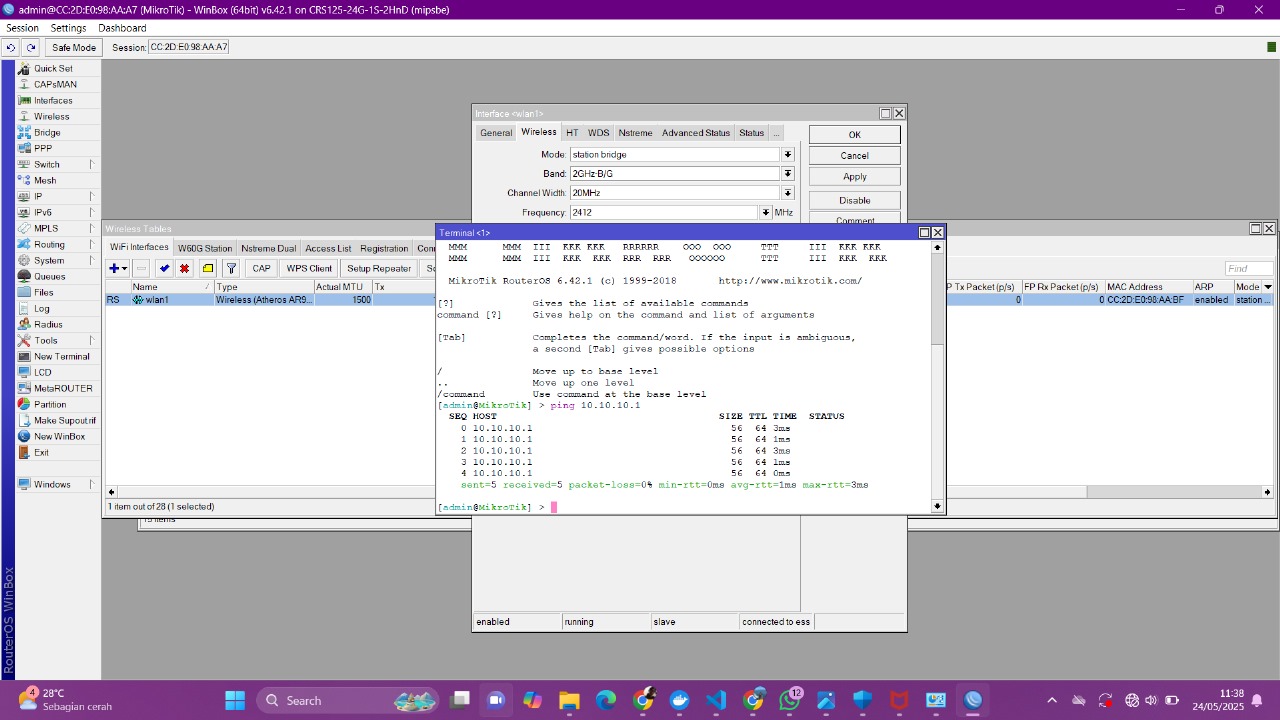 admin@CC:2D:E0:98:AA:A7 (MikroTik) - WinBox (64bit) v6.42.1 on CRS125-24G-1S-2HnD (mipsbe)
Session Settings Dashboard
Safe Mode Session: CC:2D:E0:98:AA:A7
Quick Set
CAPsMAN
Interfaces
Wireless
Bridge
PPP
Switch
Mesh
IP
IPv6
MPLS
Routing
System
Queues
Files
Log
Radius
Tools
New Terminal
LCD
MetaROUTER
Partition
Make Supout.rif
New WinBox
Exit
Windows
RouterOS WinBox
Interface <wlan1>
General Wireless HT WDS Nstreme Advanced Status Status ...
Mode: station bridge
Band: 2GHz-B/G
Channel Width: 20MHz
Frequency: 2412 MHz
OK
Cancel
Apply
Disable
Comment
Wireless Tables
WiFi Interfaces W60G Station Nstreme Dual Access List Registration
CAP WPS Client Setup Repeater
Find
Name Type Actual MTU Tx
RS wlan1 Wireless (Atheros AR9... 1500
P Tx Packet (p/s) FP Rx Packet (p/s) MAC Address ARP Mode
0 0 CC:2D:E0:98:AA:BF enabled station ...
1 item out of 28 (1 selected)
15 items
Terminal <1>
MMM MMM III KKK KKK RRRRRR OOO OOO TTT III KKK KKK
MMM MMM III KKK KKK RRR RRR OOOOOO TTT III KKK KKK
MikroTik RouterOS 6.42.1 (c) 1999-2018 http://www.mikrotik.com/
[?] Gives the list of available commands
command [?] Gives help on the command and list of arguments
[Tab] Completes the command/word. If the input is ambiguous,
a second [Tab] gives possible options
/ Move up to base level
.. Move up one level
/command Use command at the base level
[admin@MikroTik] > ping 10.10.10.1
SEQ HOST SIZE TTL TIME STATUS
0 10.10.10.1 56 64 3ms
1 10.10.10.1 56 64 1ms
2 10.10.10.1 56 64 3ms
3 10.10.10.1 56 64 1ms
4 10.10.10.1 56 64 0ms
sent=5 received=5 packet-loss=0% min-rtt=0ms avg-rtt=1ms max-rtt=3ms
[admin@MikroTik] >
enabled running slave connected to ess
4
28°C
Sebagian cerah
Search
12
11:38
24/05/2025